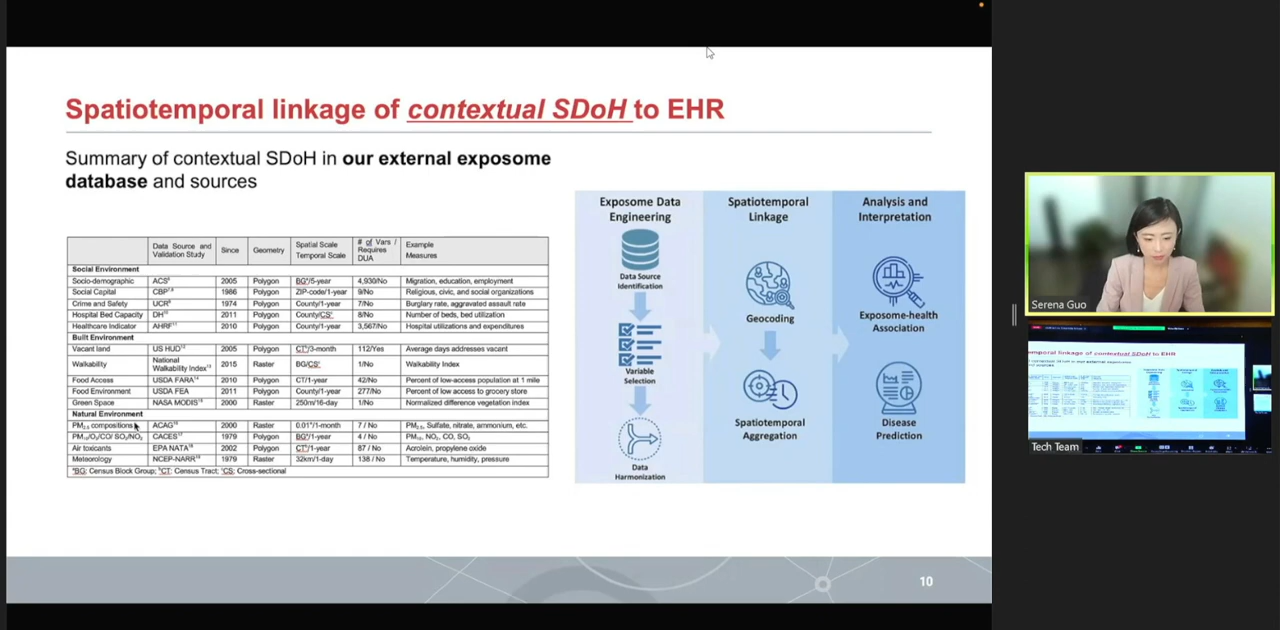 Spatiotemporal linkage of contextual SDoH to EHR
Summary of contextual SDoH in our external exposome
database and sources
Data Source and Validation Study Since Geometry Spatial Scale Temporal Scale # of Vars / Requires DUA Example Measures
Social Environment
Socio-demographic ACS⁶ 2005 Polygon BG*/5-year 4,930/No Migration, education, employment
Social Capital CBP⁷,⁸ 1986 Polygon ZIP-code/1-year 9/No Religious, civic, and social organizations
Crime and Safety UCR⁹ 1974 Polygon County/1-year 7/No Burglary rate, aggravated assault rate
Hospital Bed Capacity DH¹⁰ 2011 Polygon County/CS 8/No Number of beds, bed utilization
Healthcare Indicator AHRF¹¹ 2010 Polygon County/1-year 3,567/No Hospital utilizations and expenditures
Built Environment
Vacant land US HUD¹² 2005 Polygon CT/3-month 112/Yes Average days addresses vacant
Walkability National Walkability Index¹³ 2015 Raster BG/CS 1/No Walkability Index
Food Access USDA FARA¹⁴ 2010 Polygon CT/1-year 42/No Percent of low-access population at 1 mile
Food Environment USDA FEA 2011 Polygon County/1-year 277/No Percent of low access to grocery store
Green Space NASA MODIS 2000 Raster 250m/16-day 1/No Normalized difference vegetation index
Natural Environment
PM₂.₅ compositions ACAG 2000 Raster 0.01°/1-month 7 / No PM₂.₅, Sulfate, nitrate, ammonium, etc.
PM₁₀/O₃/CO/ SO₂/NO₂ CACES 1979 Polygon BG*/1-year 4 / No PM₁₀, NO₂, CO, SO₂
Air toxicants EPA NATA 2002 Polygon CT/1-year 87 / No Acrolein, propylene oxide
Meteorology NCEP-NARR 1979 Raster 32km/1-day 138 / No Temperature, humidity, pressure
BG: Census Block Group; CT: Census Tract; CS: Cross-sectional
Exposome Data
Engineering
Data Source
Identification
Variable
Selection
Data
Harmonization
Spatiotemporal
Linkage
Geocoding
Spatiotemporal
Aggregation
Analysis and
Interpretation
Exposome-health
Association
Disease
Prediction
10
Serena Guo
Tech Team